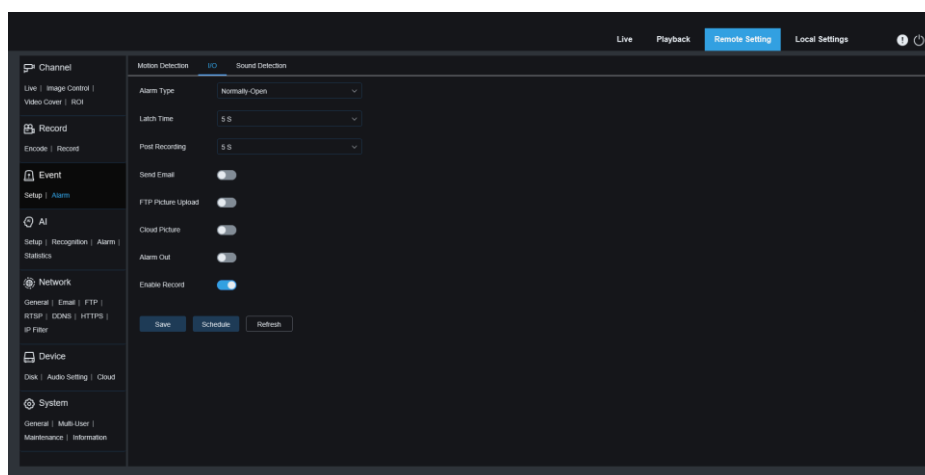 Live Playback Remote Setting Local Settings
Channel
Live | Image Control |
Video Cover | ROI
Record
Encode | Record
Event
Setup | Alarm
AI
Setup | Recognition | Alarm |
Statistics
Network
General | Email | FTP |
RTSP | DDNS | HTTPS |
IP Filter
Device
Disk | Audio Setting | Cloud
System
General | Multi-User |
Maintenance | Information
Motion Detection I/O Sound Detection
Alarm Type Normally-Open
Latch Time 5 S
Post Recording 5 S
Send Email
FTP Picture Upload
Cloud Picture
Alarm Out
Enable Record
Save Schedule Refresh